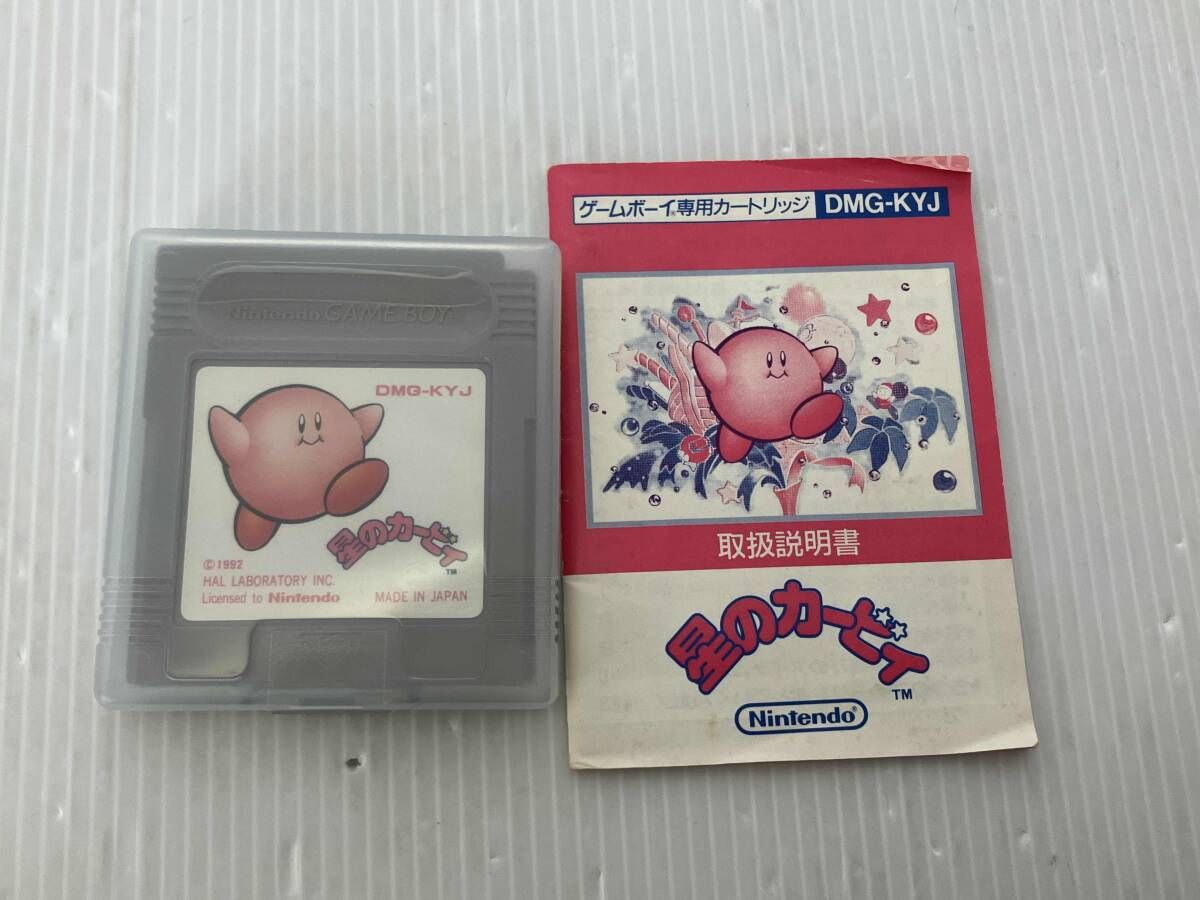 Nintendo GAME BOY
DMG-KYJ
星のカービィ
TM
©1992
HAL LABORATORY INC.
Licensed to Nintendo
MADE IN JAPAN
ゲームボーイ®専用カートリッジ DMG-KYJ
取扱説明書
星のカービィ
TM
Nintendo®